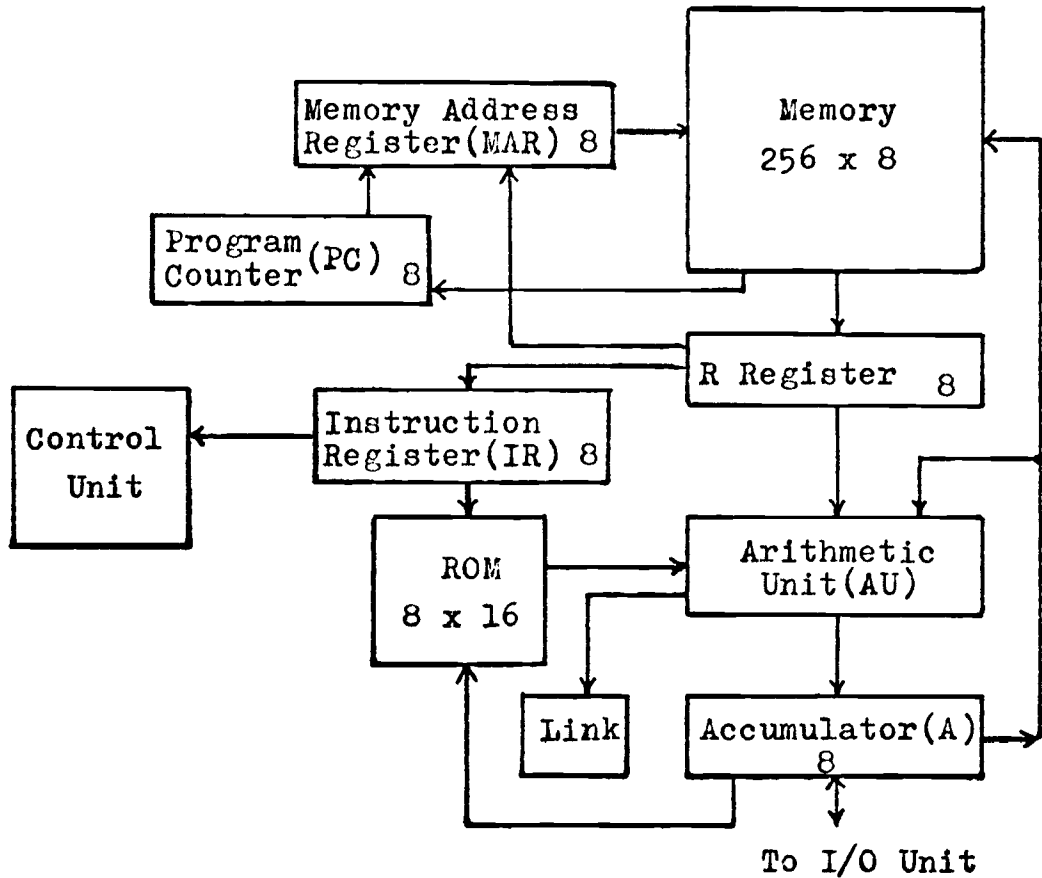 Memory Address
Register(MAR) 8
Memory
256 x 8
Program
Counter
(PC)
8
R Register 8
Control
Unit
Instruction
Register(IR) 8
ROM
8 x 16
Arithmetic
Unit(AU)
Link
Accumulator(A)
8
To I/O Unit